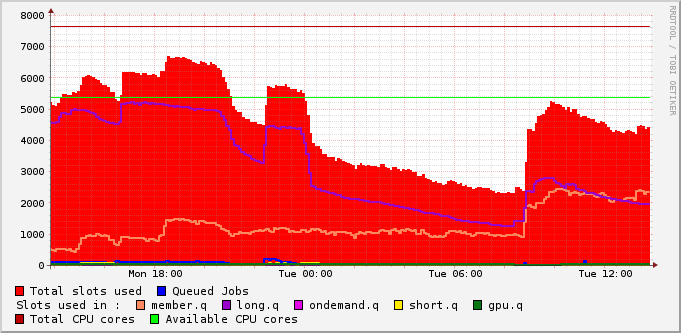 8000
7000
6000
5000
4000
3000
2000
1000
0
Mon 18:00 Tue 00:00 Tue 06:00 Tue 12:00
RRDTOOL / TOBI OETIKER
Total slots used Queued Jobs
Slots used in : member.q long.q ondemand.q short.q gpu.q
Total CPU cores Available CPU cores